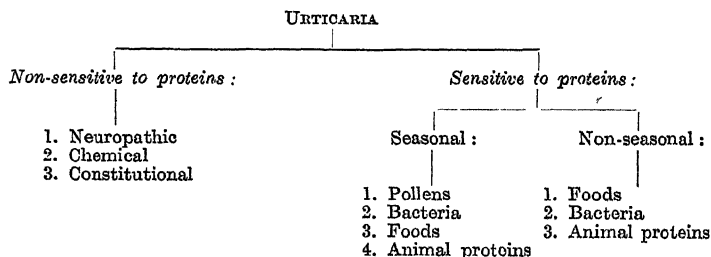 URTICARIA
Non-sensitive to proteins :
1. Neuropathic
2. Chemical
3. Constitutional
Sensitive to proteins :
Seasonal :
1. Pollens
2. Bacteria
3. Foods
4. Animal proteins
Non-seasonal :
1. Foods
2. Bacteria
3. Animal proteins